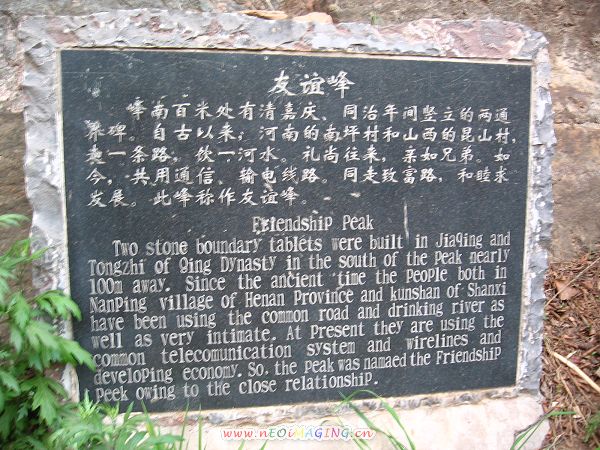 友谊峰
峰南百米处有清嘉庆、同治年间竖立的两通
界碑。自古以来,河南的南坪村和山西的昆山村,
走一条路,饮一河水。礼尚往来,亲如兄弟。如
今,共用通信、输电线路。同走致富路,和睦求
发展。此峰称作友谊峰。
Friendship Peak
Two stone boundary tablets were built in Jiaqing and
Tongzhi of Qing Dynasty in the south of the Peak nearly
100m away. Since the ancient time the people both in
NanPing village of Henan Province and kunshan of Shanxi
have been using the common road and drinking river as
well as very intimate. At Present they are using the
common telecomunication system and wirelines and
developing economy. So. the Peak was namaed the Friendship
Peek owing to the close relationship.
www.nEOiMAGING.cn